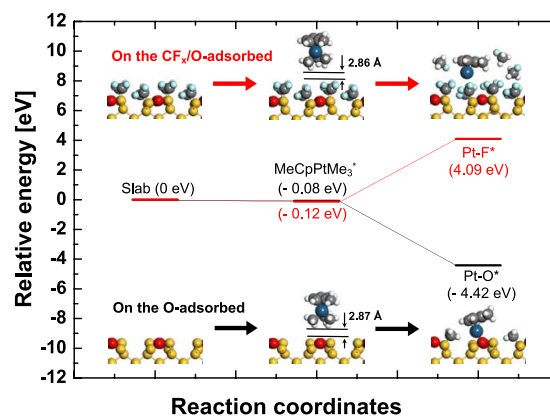 12
10
8
6
4
2
0
-2
-4
-6
-8
-10
-12
Relative energy [eV]
Reaction coordinates
On the CFx/O-adsorbed
2.86 Å
Slab (0 eV)
MeCpPtMe3*
(- 0.08 eV)
(- 0.12 eV)
Pt-F*
(4.09 eV)
Pt-O*
(- 4.42 eV)
On the O-adsorbed
2.87 Å